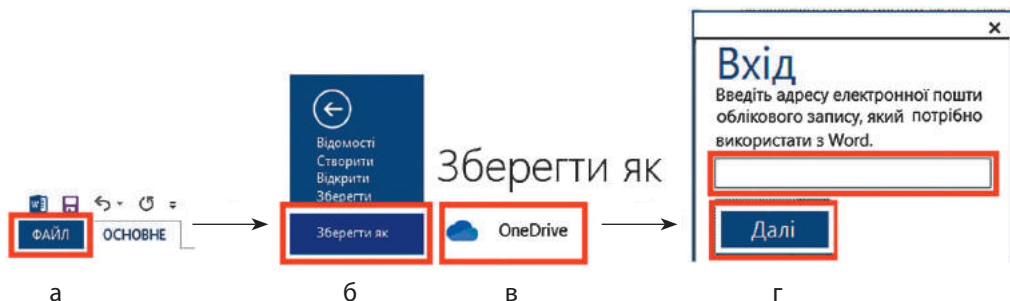 ФАЙЛ
ОСНОВНЕ
Відомості
Створити
Відкрити
Зберегти
Зберегти як
Зберегти як
OneDrive
Вхід
Введіть адресу електронної пошти
облікового запису, який потрібно
використати з Word.
Далі
а
б
в
г